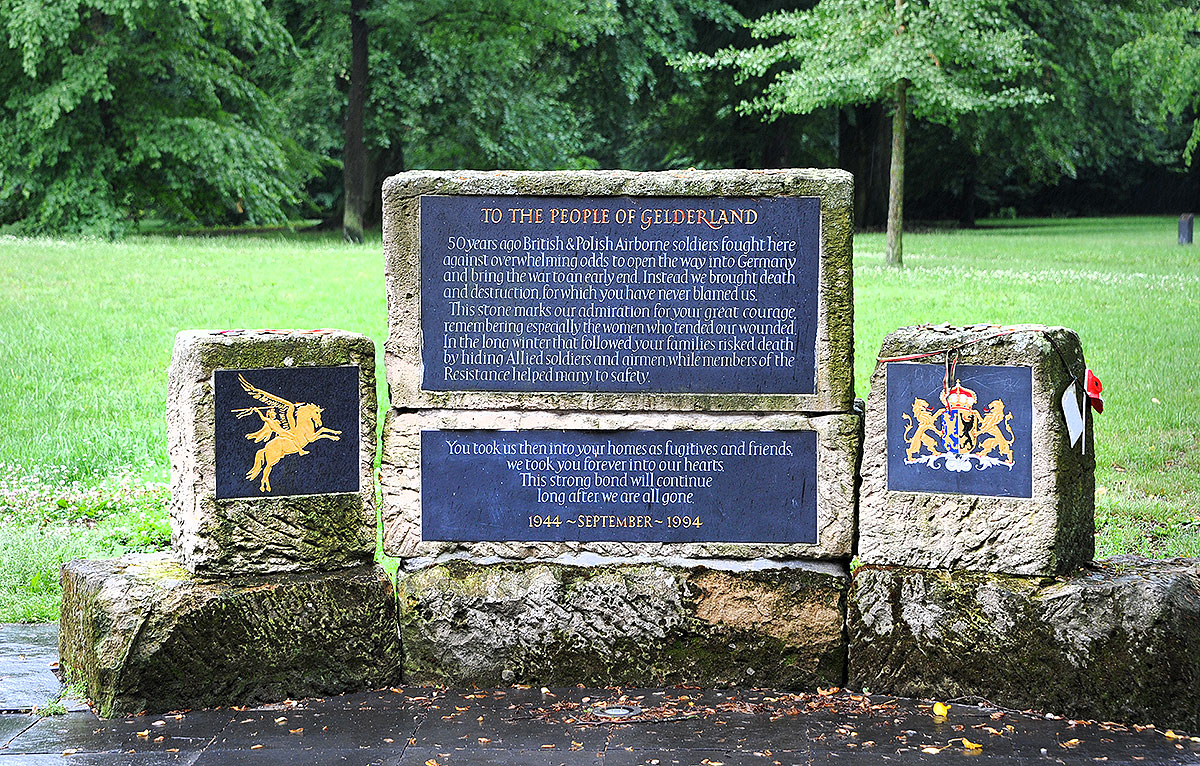 TO THE PEOPLE OF GELDERLAND
50 years ago British & Polish Airborne soldiers fought here
against overwhelming odds to open the way into Germany
and bring the war to an early end. Instead we brought death
and destruction for which you have never blamed us.
This stone marks our admiration for your great courage,
remembering especially the women who tended our wounded.
In the long winter that followed your families risked death
by hiding Allied soldiers and airmen, while members of the
Resistance helped many to safety.
You took us then into your homes as fugitives and friends,
we took you forever into our hearts.
This strong bond will continue
long after we are all gone
1944 ~ SEPTEMBER ~ 1994